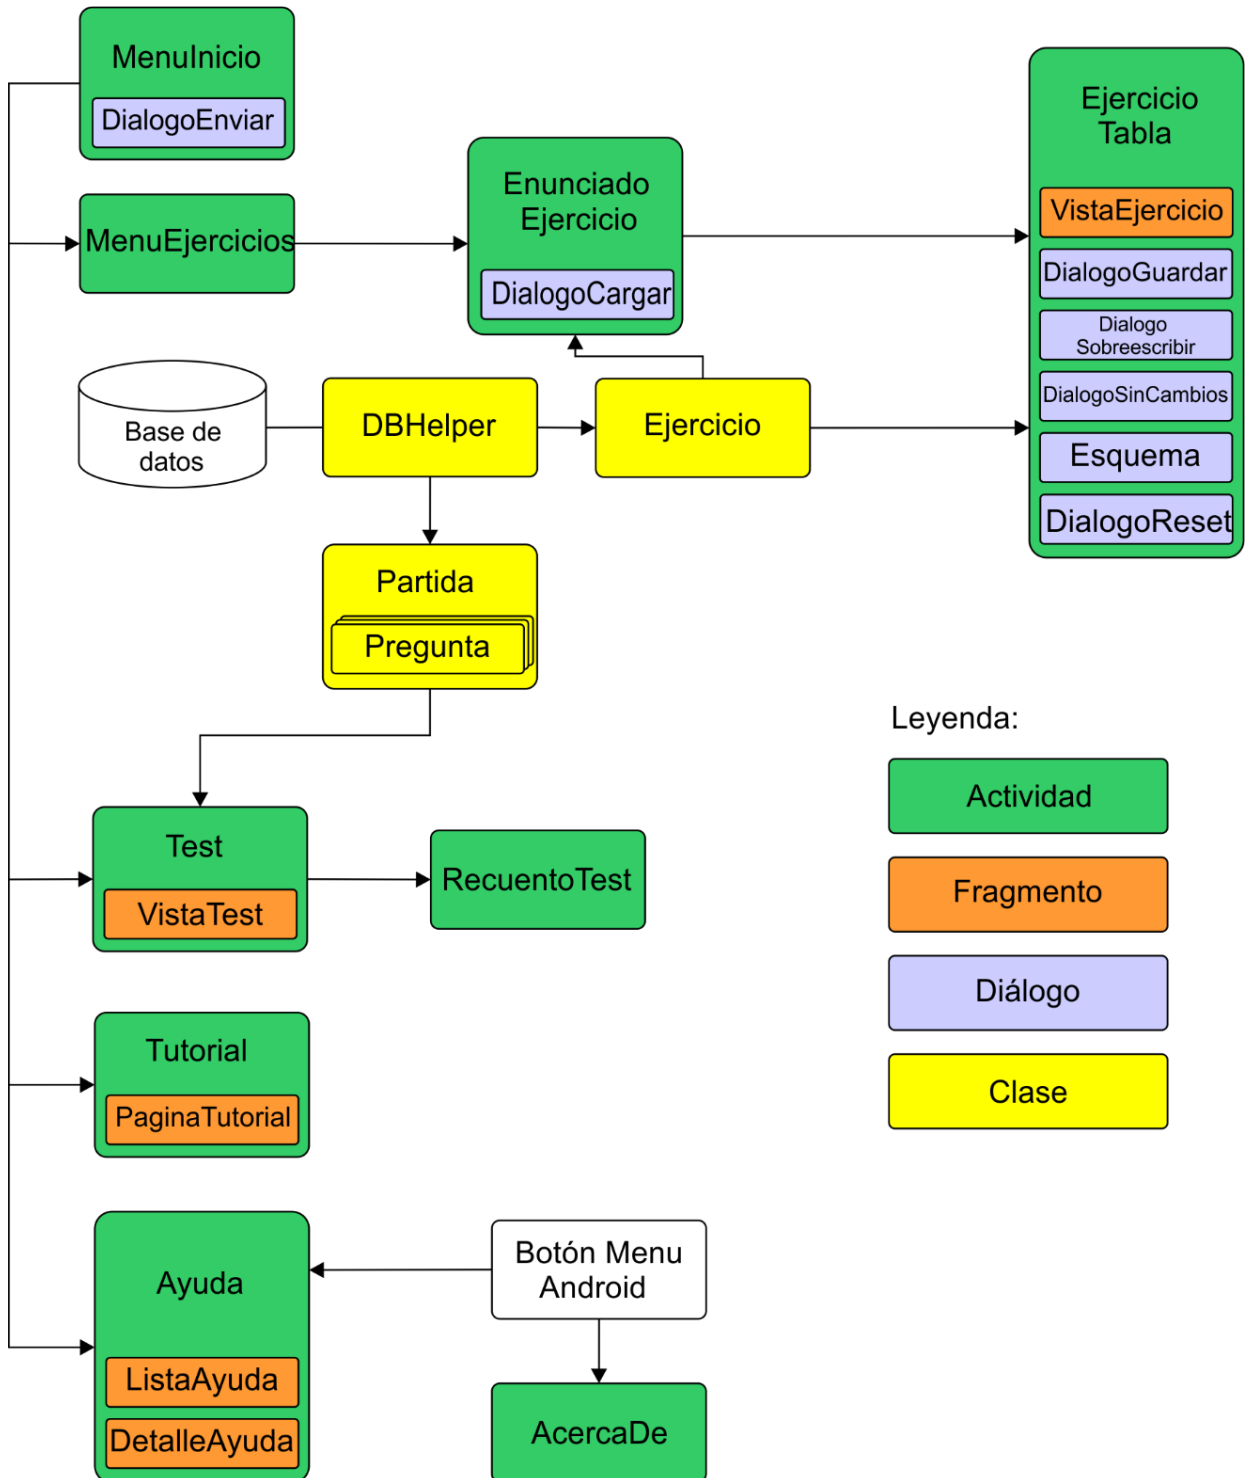 MenuInicio
DialogoEnviar
MenuEjercicios
Enunciado
Ejercicio
DialogoCargar
Ejercicio
Tabla
VistaEjercicio
DialogoGuardar
Dialogo
Sobreescribir
DialogoSinCambios
Esquema
DialogoReset
Base de
datos
DBHelper
Ejercicio
Partida
Pregunta
Test
VistaTest
RecuentoTest
Tutorial
PaginaTutorial
Ayuda
ListaAyuda
DetalleAyuda
Botón Menu
Android
AcercaDe
Leyenda:
Actividad
Fragmento
Diálogo
Clase